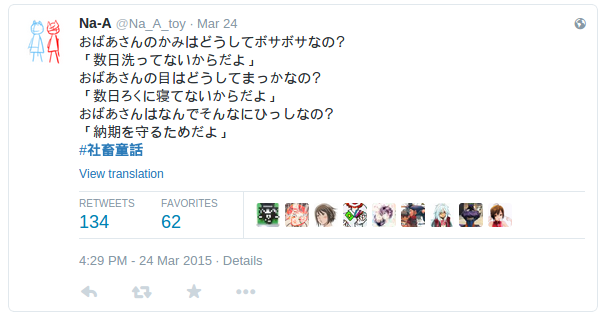 Na-A @Na_A_toy · Mar 24
おばあさんのかみはどうしてボサボサなの?
「数日洗ってないからだよ」
おばあさんの目はどうしてまっかなの?
「数日ろくに寝てないからだよ」
おばあさんはなんでそんなにひっしなの?
「納期を守るためだよ」
#社畜童話
View translation
RETWEETS FAVORITES
134 62
4:29 PM - 24 Mar 2015 · Details